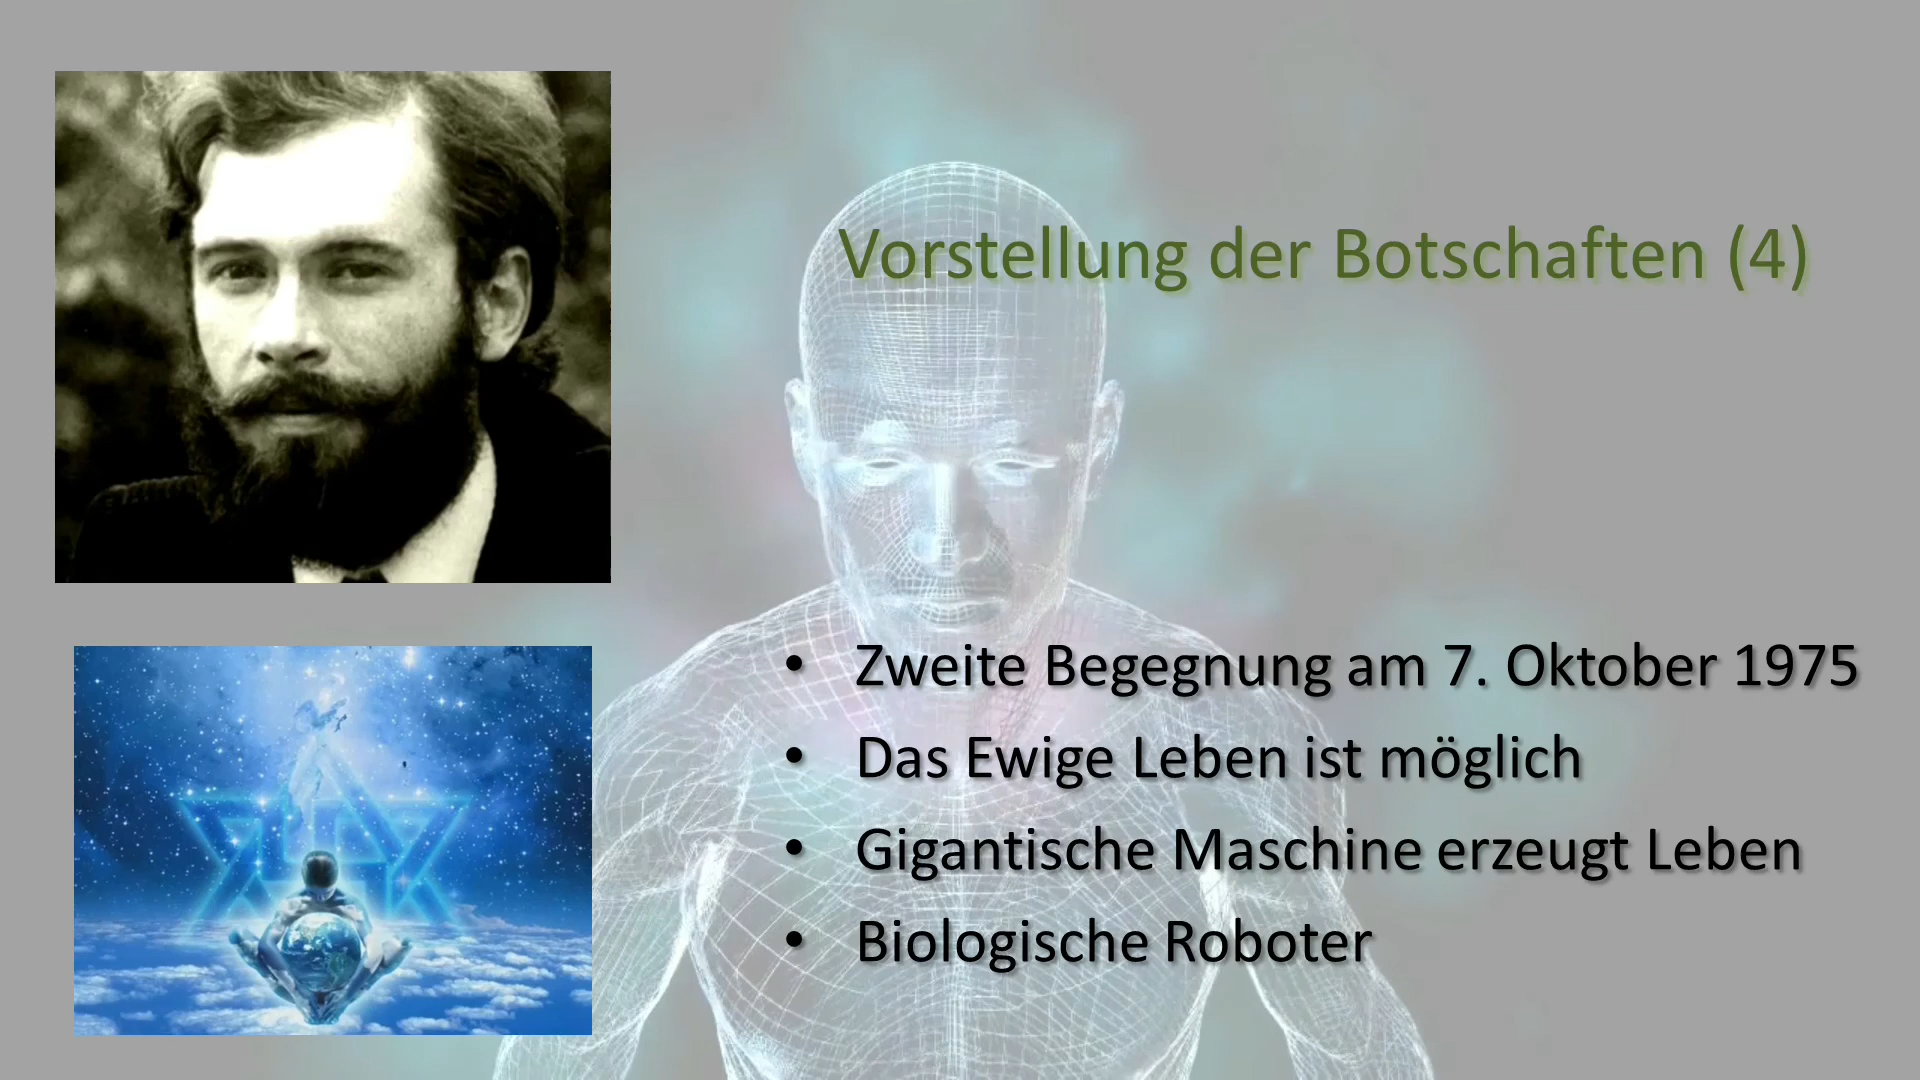 Vorstellung der Botschaften (4)
• Zweite Begegnung am 7. Oktober 1975
• Das Ewige Leben ist möglich
• Gigantische Maschine erzeugt Leben
• Biologische Roboter